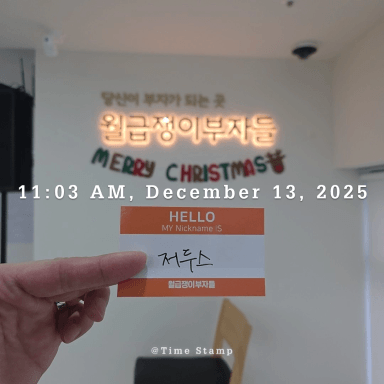 당신이 부자가 되는 곳
월급쟁이부자들
MERRY CHRISTMAS
11:03 AM, December 13, 2025
HELLO
MY Nickname IS
저투스
월급쟁이부자들
@Time Stamp